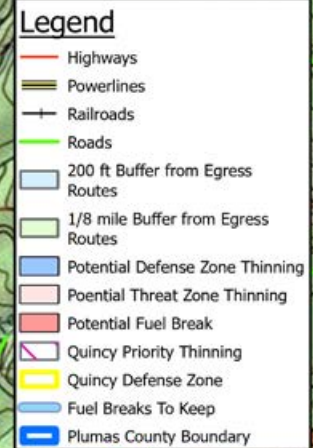 Legend
Highways
Powerlines
Railroads
Roads
200 ft Buffer from Egress
Routes
1/8 mile Buffer from Egress
Routes
Potential Defense Zone Thinning
Poential Threat Zone Thinning
Potential Fuel Break
Quincy Priority Thinning
Quincy Defense Zone
Fuel Breaks To Keep
Plumas County Boundary